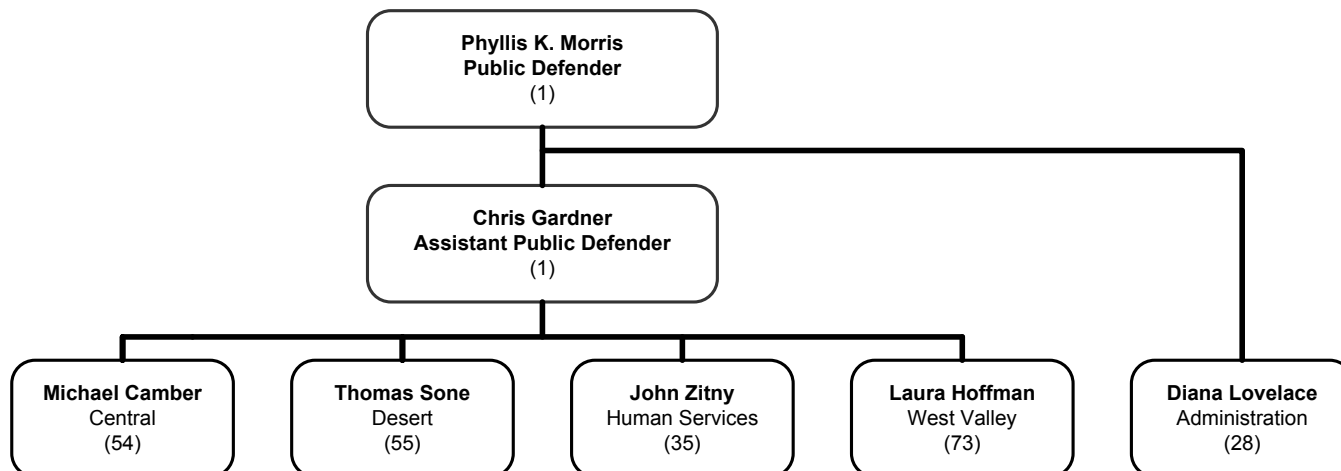 Phyllis K. Morris
Public Defender
(1)
Chris Gardner
Assistant Public Defender
(1)
Michael Camber
Central
(54)
Thomas Sone
Desert
(55)
John Zitny
Human Services
(35)
Laura Hoffman
West Valley
(73)
Diana Lovelace
Administration
(28)